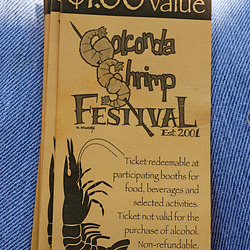 $1.00 value
Golconda
Shrimp
FESTIVAL
Est. 2001
Ticket redeemable at
participating booths for
food, beverages and
selected activities.
Ticket not valid for the
purchase of alcohol.
Non-refundable.